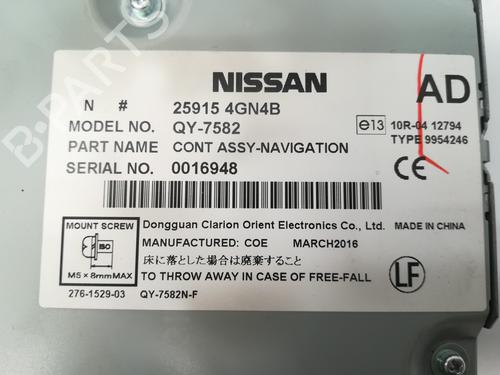 NISSAN
AD
N # 25915 4GN4B
MODEL NO. QY-7582
e13 10R-04 12794
PART NAME CONT ASSY-NAVIGATION
TYPE 9954246
SERIAL NO. 0016948
CE
MOUNT SCREW
ISO
M5 × 8mmMAX
Dongguan Clarion Orient Electronics Co., Ltd. MADE IN CHINA
MANUFACTURED: COE MARCH2016
床に落とした場合は廃棄すること
TO THROW AWAY IN CASE OF FREE-FALL
LF
276-1529-03 QY-7582N-F
B-PARTS